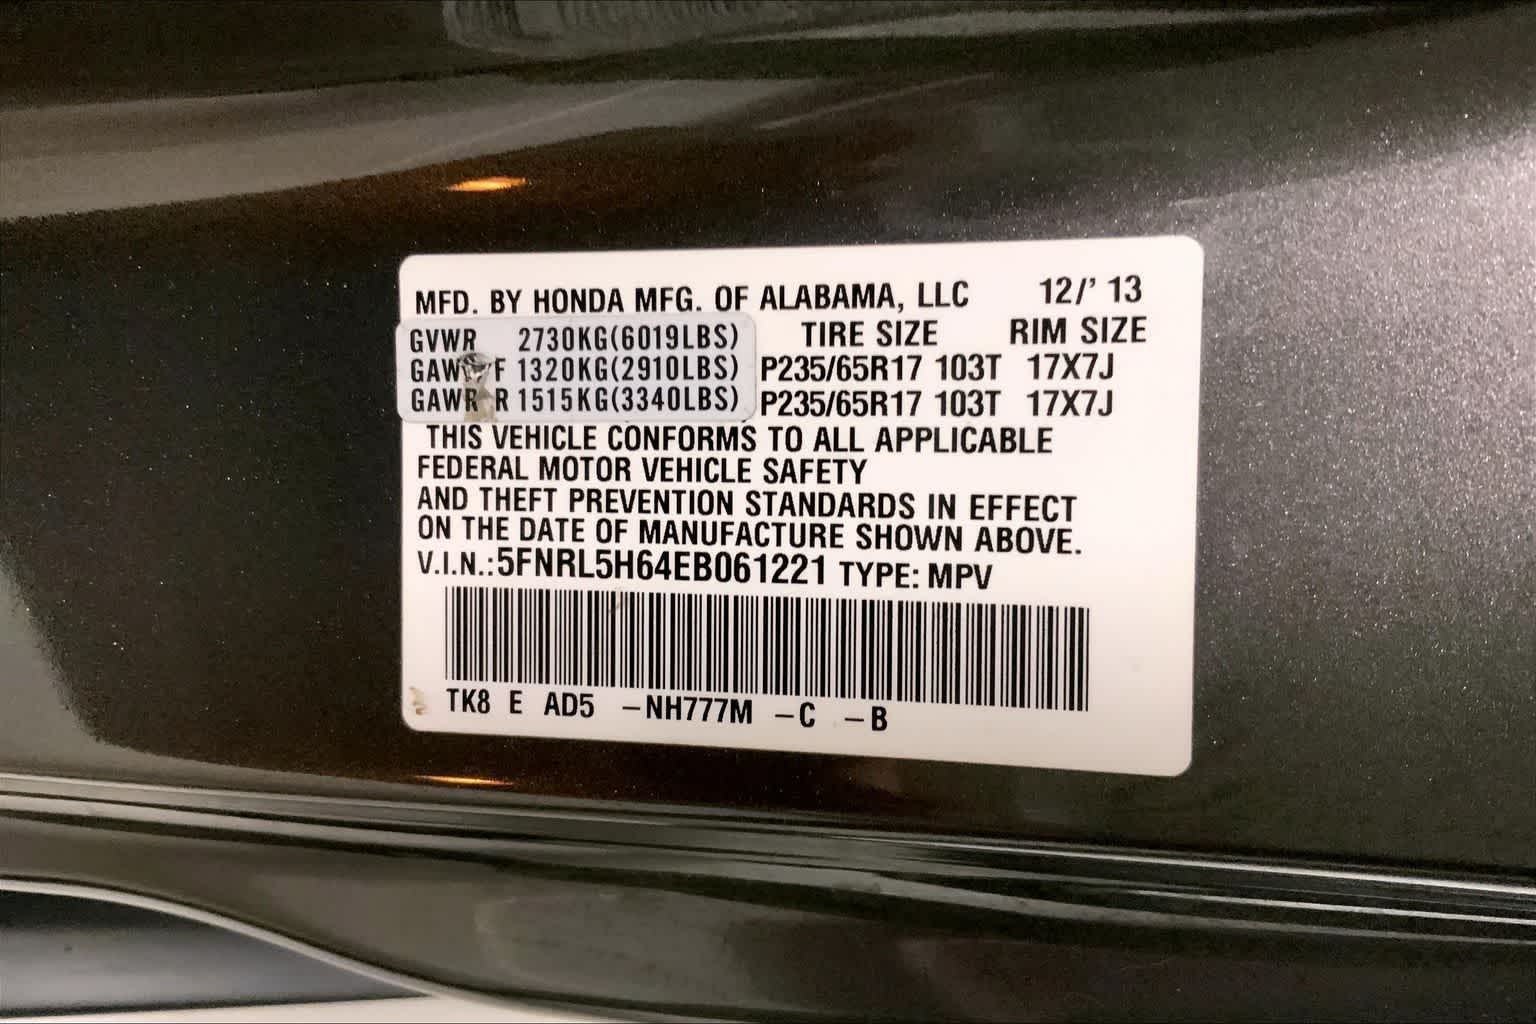 MFD. BY HONDA MFG. OF ALABAMA, LLC 12/' 13
GVWR 2730KG(6019LBS) TIRE SIZE RIM SIZE
GAW F 1320KG(2910LBS) P235/65R17 103T 17X7J
GAWR R 1515KG(3340LBS) P235/65R17 103T 17X7J
THIS VEHICLE CONFORMS TO ALL APPLICABLE
FEDERAL MOTOR VEHICLE SAFETY
AND THEFT PREVENTION STANDARDS IN EFFECT
ON THE DATE OF MANUFACTURE SHOWN ABOVE.
V.I.N.:5FNRL5H64EB061221 TYPE: MPV
TK8 E AD5 -NH777M -C -B